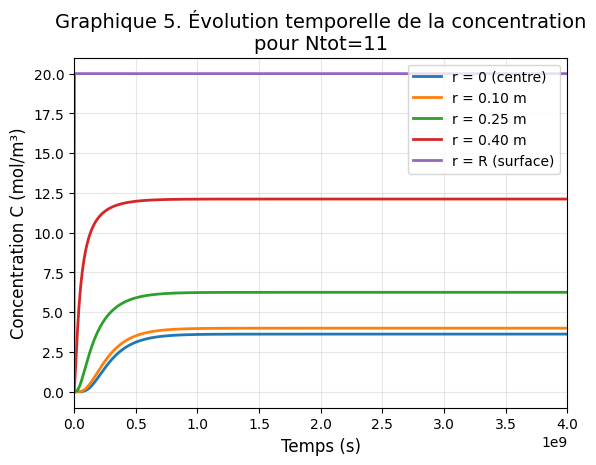 Graphique 5. Évolution temporelle de la concentration
pour Ntot=11
Concentration C (mol/m³)
20.0
17.5
15.0
12.5
10.0
7.5
5.0
2.5
0.0
r = 0 (centre)
r = 0.10 m
r = 0.25 m
r = 0.40 m
r = R (surface)
0.0 0.5 1.0 1.5 2.0 2.5 3.0 3.5 4.0
1e9
Temps (s)